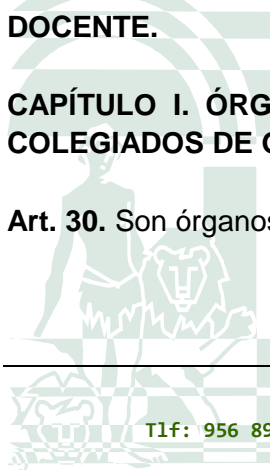 DOCENTE.
CAPÍTULO I. ÓRG
COLEGIADOS DE
Art. 30. Son órganos
Tlf: 956 89